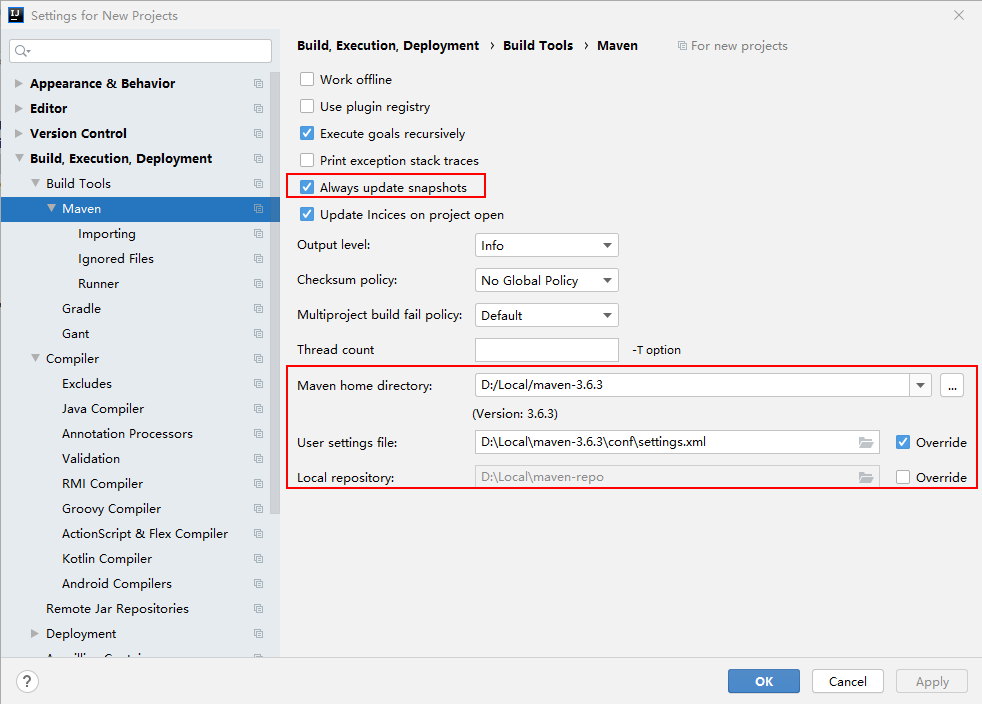 IJ Settings for New Projects
Appearance & Behavior
Editor
Version Control
Build, Execution, Deployment
Build Tools
Maven
Importing
Ignored Files
Runner
Gradle
Gant
Compiler
Excludes
Java Compiler
Annotation Processors
Validation
RMI Compiler
Groovy Compiler
ActionScript & Flex Compiler
Kotlin Compiler
Android Compilers
Remote Jar Repositories
Deployment
Build, Execution, Deployment › Build Tools › Maven For new projects
Work offline
Use plugin registry
Execute goals recursively
Print exception stack traces
Always update snapshots
Update Incices on project open
Output level: Info
Checksum policy: No Global Policy
Multiproject build fail policy: Default
Thread count -T option
Maven home directory: D:/Local/maven-3.6.3 ...
(Version: 3.6.3)
User settings file: D:\Local\maven-3.6.3\conf\settings.xml Override
Local repository: D:\Local\maven-repo Override
? OK Cancel Apply